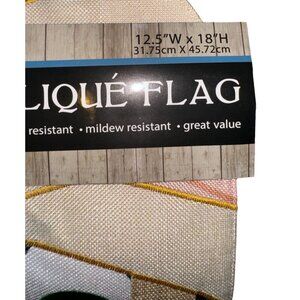 12.5"W x 18"H
31.75cm X 45.72cm
LIQUÉ FLAG
resistant • mildew resistant • great value